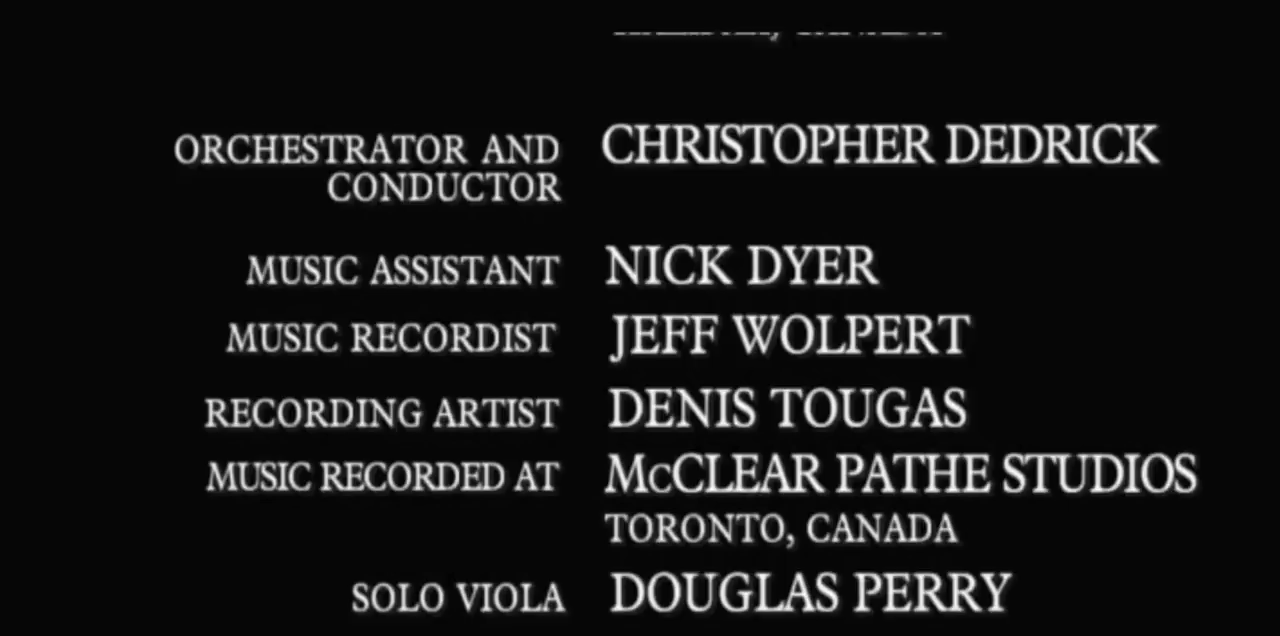 ORCHESTRATOR AND CHRISTOPHER DEDRICK
CONDUCTOR
MUSIC ASSISTANT NICK DYER
MUSIC RECORDIST JEFF WOLPERT
RECORDING ARTIST DENIS TOUGAS
MUSIC RECORDED AT McCLEAR PATHE STUDIOS
TORONTO, CANADA
SOLO VIOLA DOUGLAS PERRY